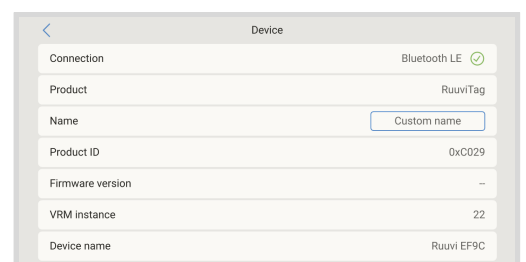 Device
Connection Bluetooth LE
Product RuuviTag
Name Custom name
Product ID 0xC029
Firmware version --
VRM instance 22
Device name Ruuvi EF9C